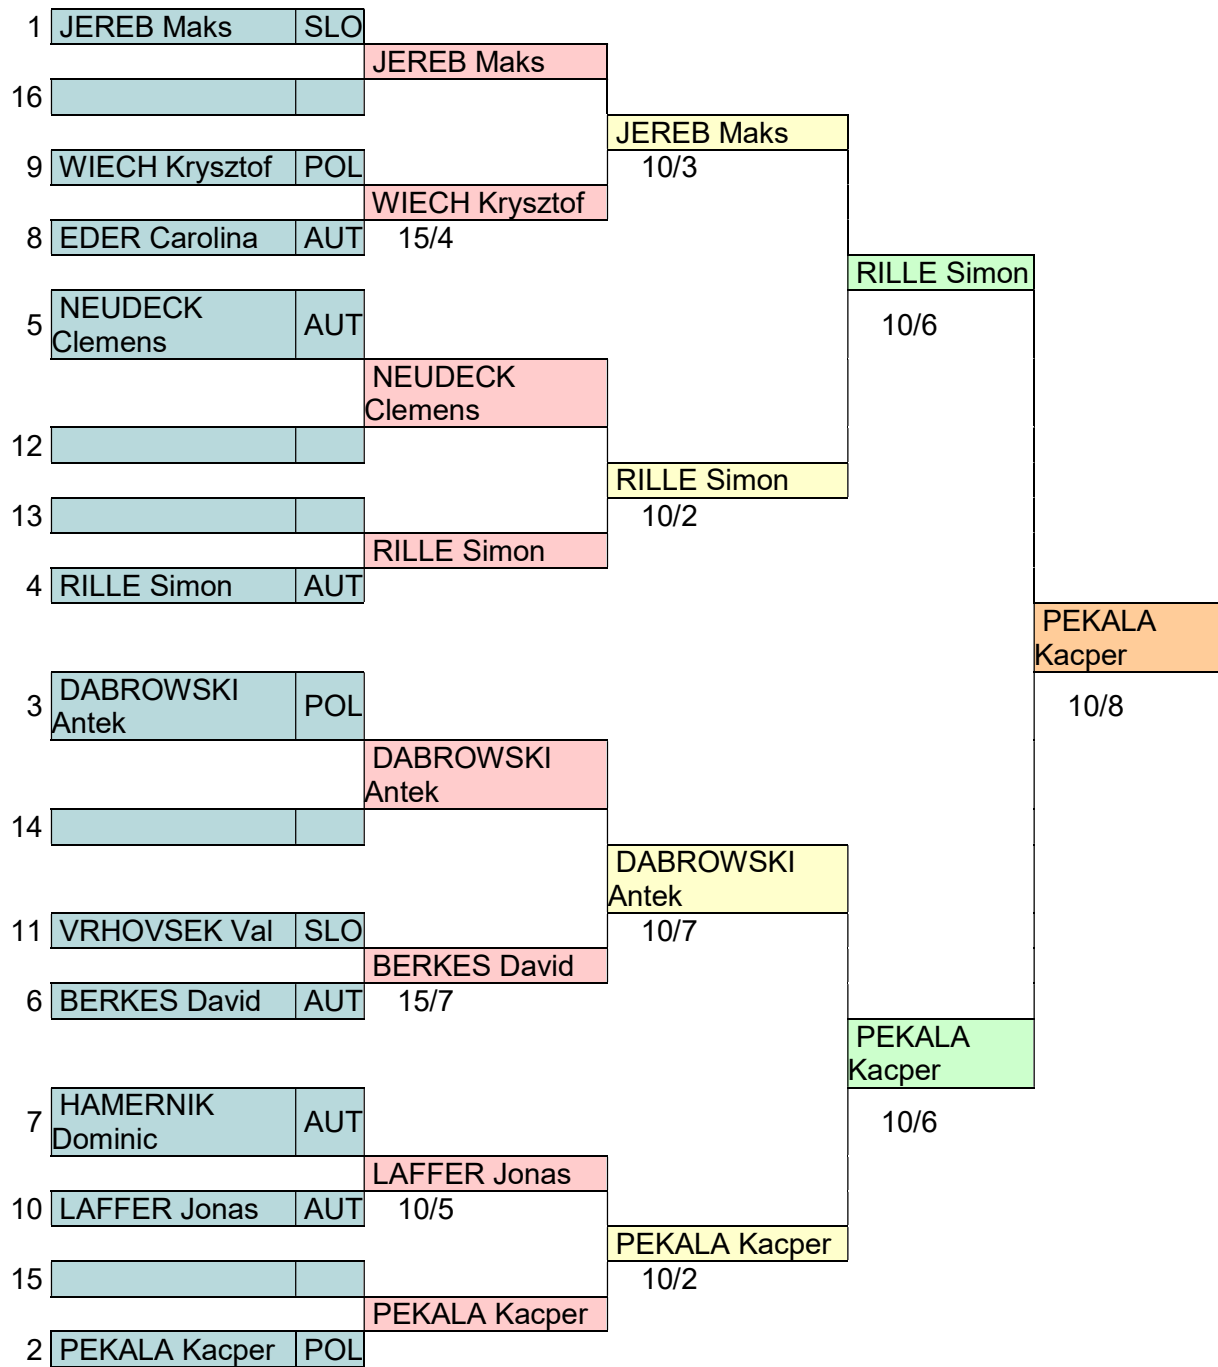 1 JEREB Maks SLO
JEREB Maks
16
JEREB Maks
9 WIECH Krysztof POL 10/3
WIECH Krysztof
8 EDER Carolina AUT 15/4
RILLE Simon
5 NEUDECK Clemens AUT 10/6
NEUDECK
Clemens
12
RILLE Simon
13 10/2
RILLE Simon
4 RILLE Simon AUT
PEKALA
Kacper
3 DABROWSKI Antek POL 10/8
DABROWSKI
Antek
14
DABROWSKI
Antek
11 VRHOVSEK Val SLO 10/7
BERKES David
6 BERKES David AUT 15/7
PEKALA
Kacper
7 HAMERNIK Dominic AUT 10/6
LAFFER Jonas
10 LAFFER Jonas AUT 10/5
PEKALA Kacper
15 10/2
PEKALA Kacper
2 PEKALA Kacper POL